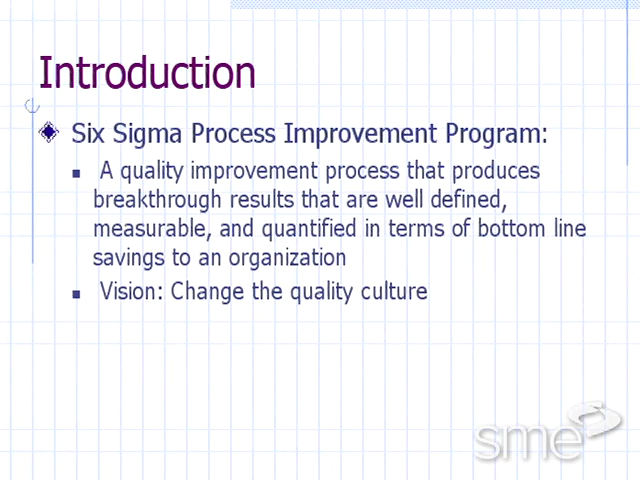 Introduction
Six Sigma Process Improvement Program:
A quality improvement process that produces
breakthrough results that are well defined,
measurable, and quantified in terms of bottom line
savings to an organization
Vision: Change the quality culture
sme